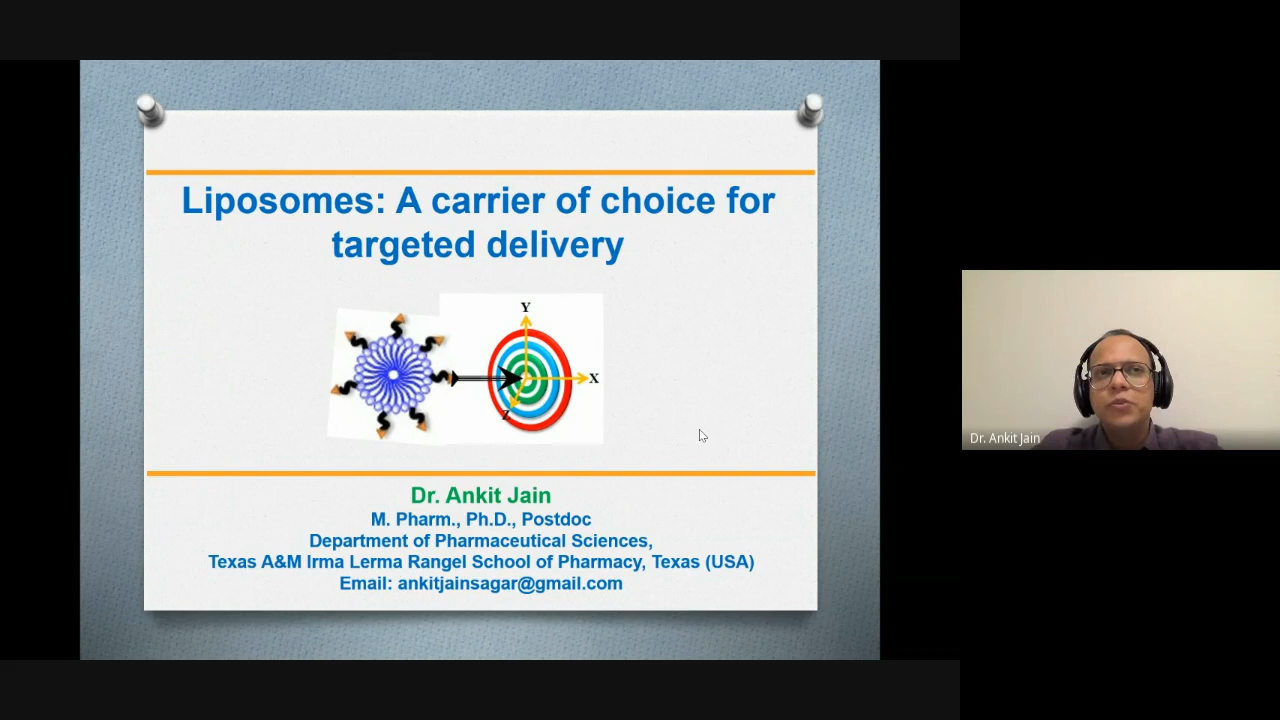 Liposomes: A carrier of choice for
targeted delivery
Y
X
Z
Dr. Ankit Jain
M. Pharm., Ph.D., Postdoc
Department of Pharmaceutical Sciences,
Texas A&M Irma Lerma Rangel School of Pharmacy, Texas (USA)
Email: ankitjainsagar@gmail.com
Dr. Ankit Jain